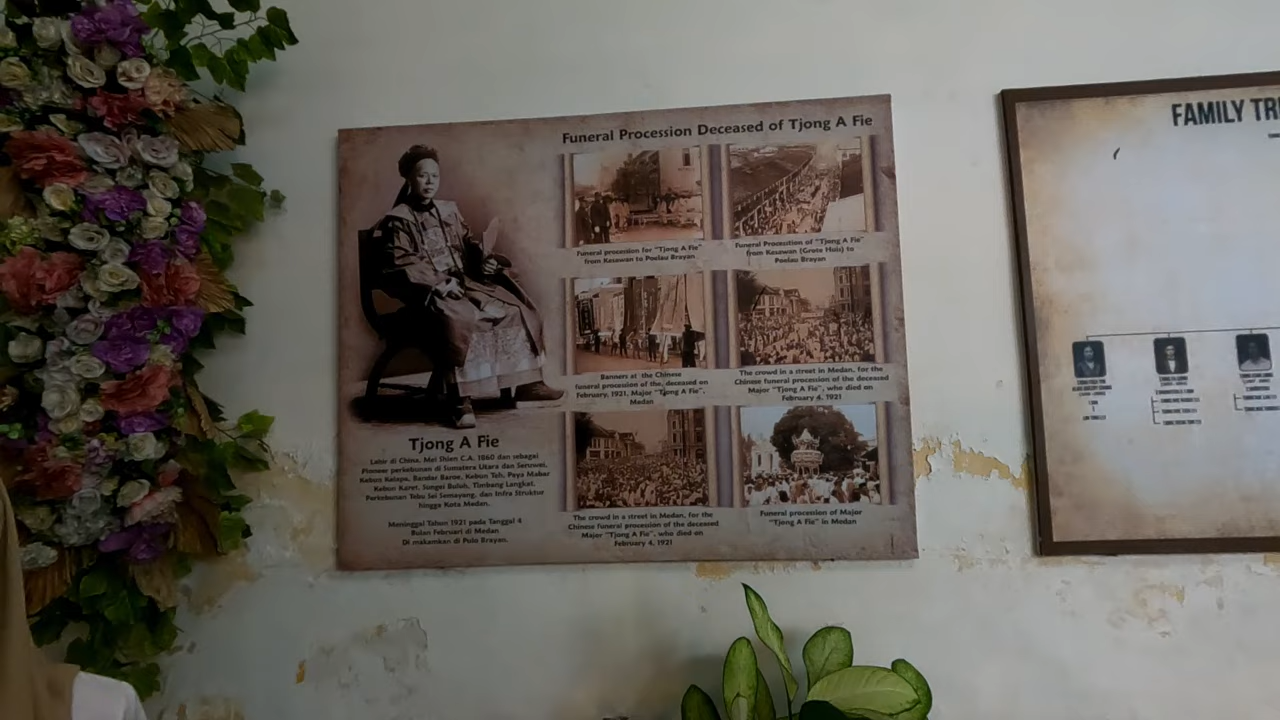 Funeral Procession Deceased of Tjong A Fie
Funeral procession for "Tjong A Fie"
from Kesawan to Poelau Brayan
Funeral Procession of "Tjong A Fie"
from Kesawan (Grote Huis) to
Poelau Brayan
Banners at the Chinese
funeral procession of the, deceased on
February, 1921, Major "Tjong A Fie",
Medan
The crowd in a street in Medan, for the
Chinese funeral procession of the deceased
Major "Tjong A Fie", who died on
February 4, 1921
The crowd in a street in Medan, for the
Chinese funeral procession of the deceased
Major "Tjong A Fie", who died on
February 4, 1921
Funeral procession of Major
"Tjong A Fie" in Medan
Tjong A Fie
Lahir di China, Mei Shien C.A. 1860 dan sebagai
Pioneer perkebunan di Sumatera Utara dan Seruwei,
Kebun Kelapa, Bandar Baroe, Kebun Teh, Paya Mabar
Kebun Karet, Sungei Buluh, Timbang Langkat,
Perkebunan Tebu Sei Semayang, dan Infra Struktur
hingga Kota Medan.
Meninggal Tahun 1921 pada Tanggal 4
Bulan Februari di Medan
Di makamkan di Pulo Brayan.
FAMILY TR